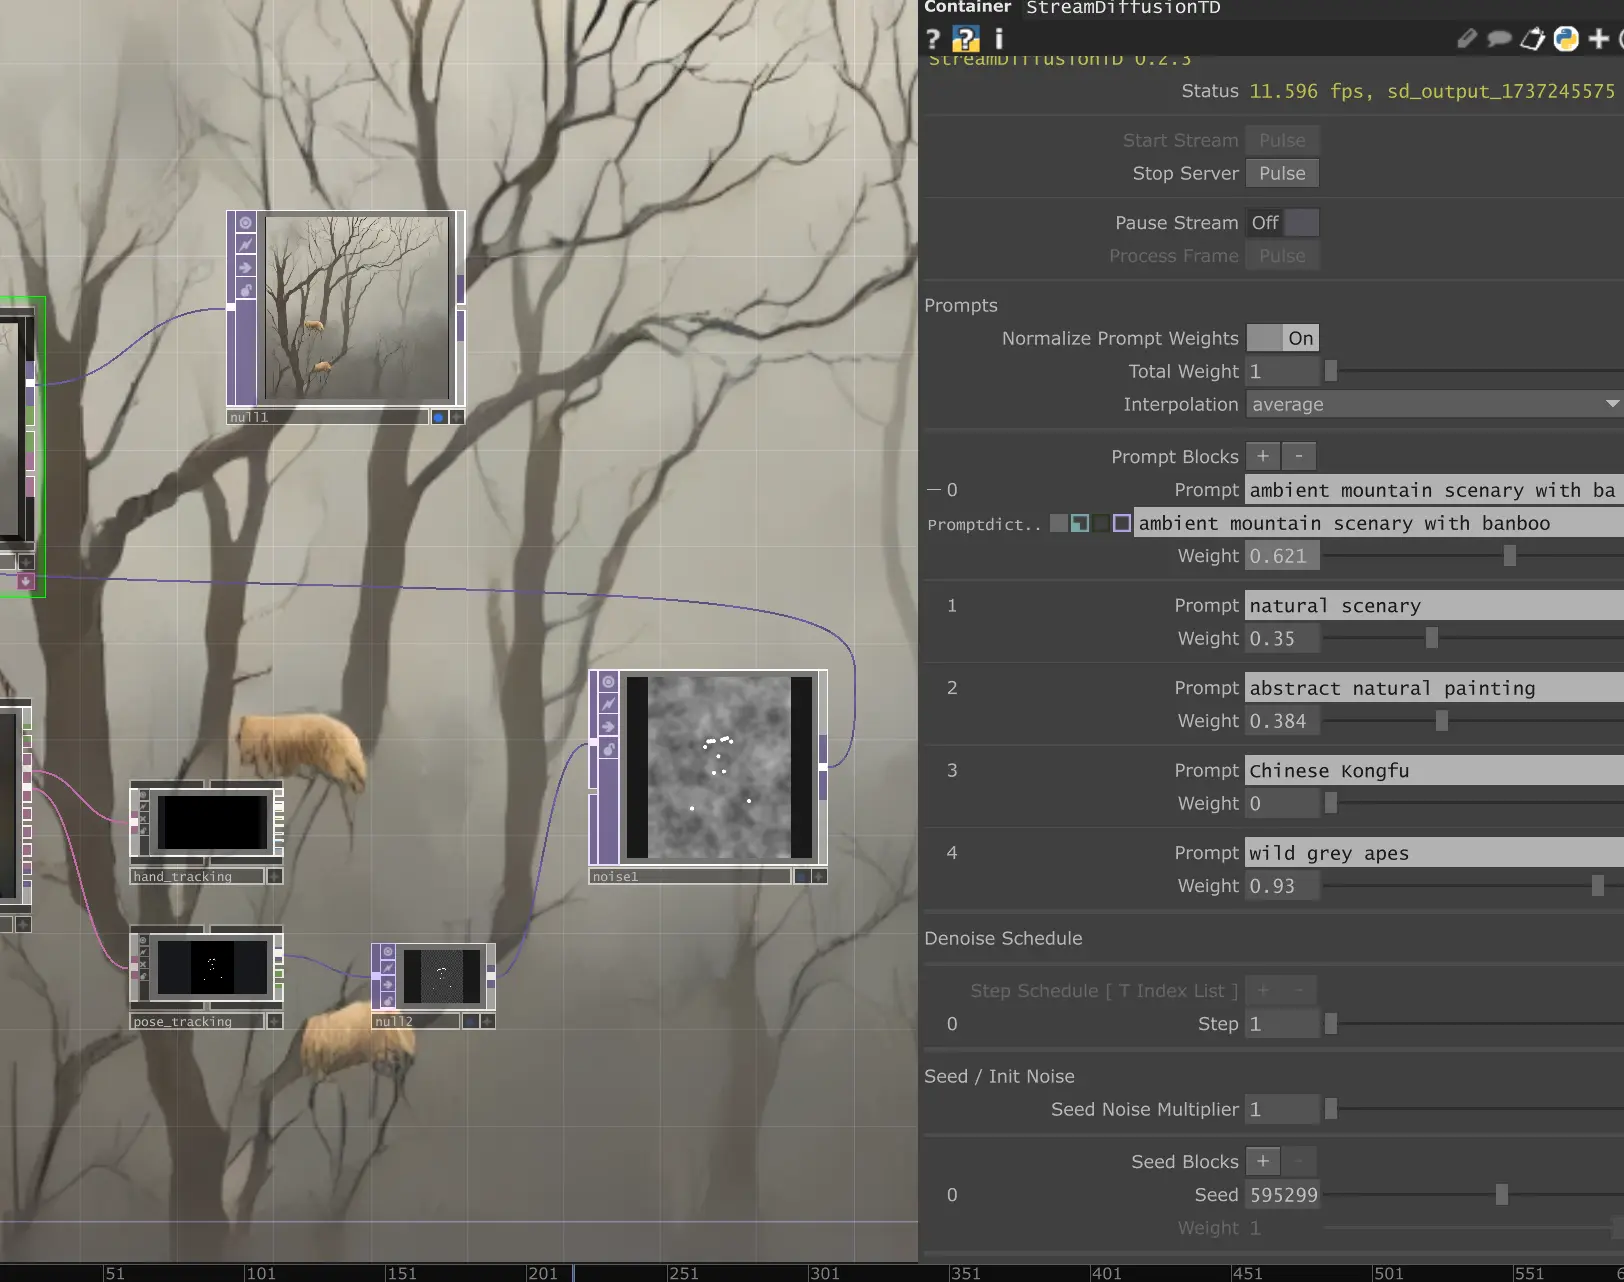 Container StreamDiffusionTD
StreamDiffusionTD 0.2.3
Status 11.596 fps, sd_output_1737245575
Start Stream Pulse
Stop Server Pulse
Pause Stream Off
Process Frame Pulse
Prompts
Normalize Prompt Weights On
Total Weight 1
Interpolation average
Prompt Blocks + -
0 Prompt ambient mountain scenary with ba
Promptdict.. ambient mountain scenary with banboo
Weight 0.621
1 Prompt natural scenary
Weight 0.35
2 Prompt abstract natural painting
Weight 0.384
3 Prompt Chinese Kongfu
Weight 0
4 Prompt wild grey apes
Weight 0.93
Denoise Schedule
Step Schedule [ T Index List ] + -
0 Step 1
Seed / Init Noise
Seed Noise Multiplier 1
Seed Blocks + -
0 Seed 595299
Weight 1
null1
noise1
hand_tracking
pose_tracking
null2
51 101 151 201 251 301 351 401 451 501 551